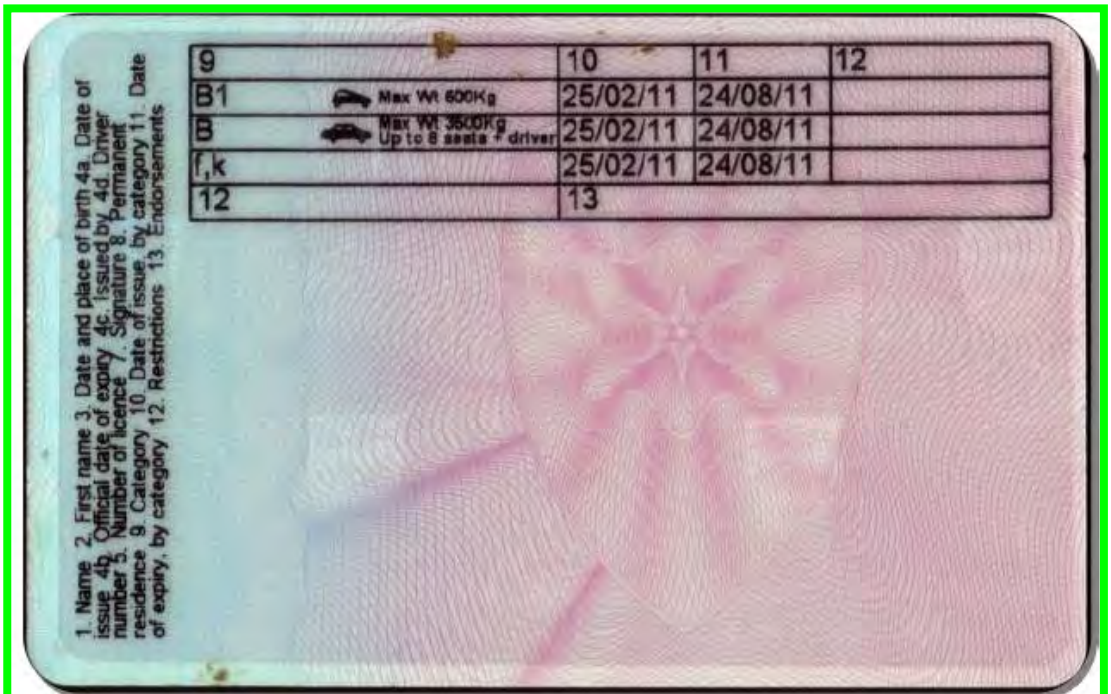 9 10 11 12
B1 Max Wt 600Kg 25/02/11 24/08/11
B Max Wt 3500Kg
Up to 8 seats + driver 25/02/11 24/08/11
f,k 25/02/11 24/08/11
12 13
1. Name 2. First name 3. Date and place of birth 4a. Date of
issue 4b. Official date of expiry 4c. Issued by 4d. Driver
number 5. Number of licence 7. Signature 8. Permanent
residence 9. Category 10. Date of issue, by category 11. Date
of expiry, by category 12. Restrictions 13. Endorsements